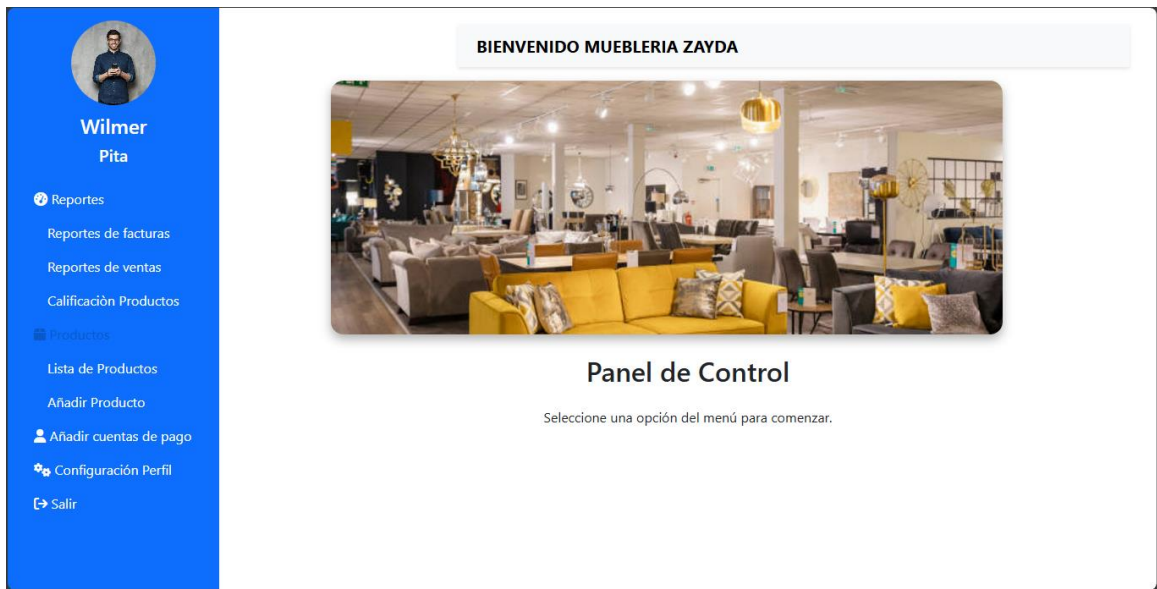 Wilmer
Pita
Reportes
Reportes de facturas
Reportes de ventas
Calificaciòn Productos
Productos
Lista de Productos
Añadir Producto
Añadir cuentas de pago
Configuración Perfil
Salir
BIENVENIDO MUEBLERIA ZAYDA
Panel de Control
Seleccione una opción del menú para comenzar.